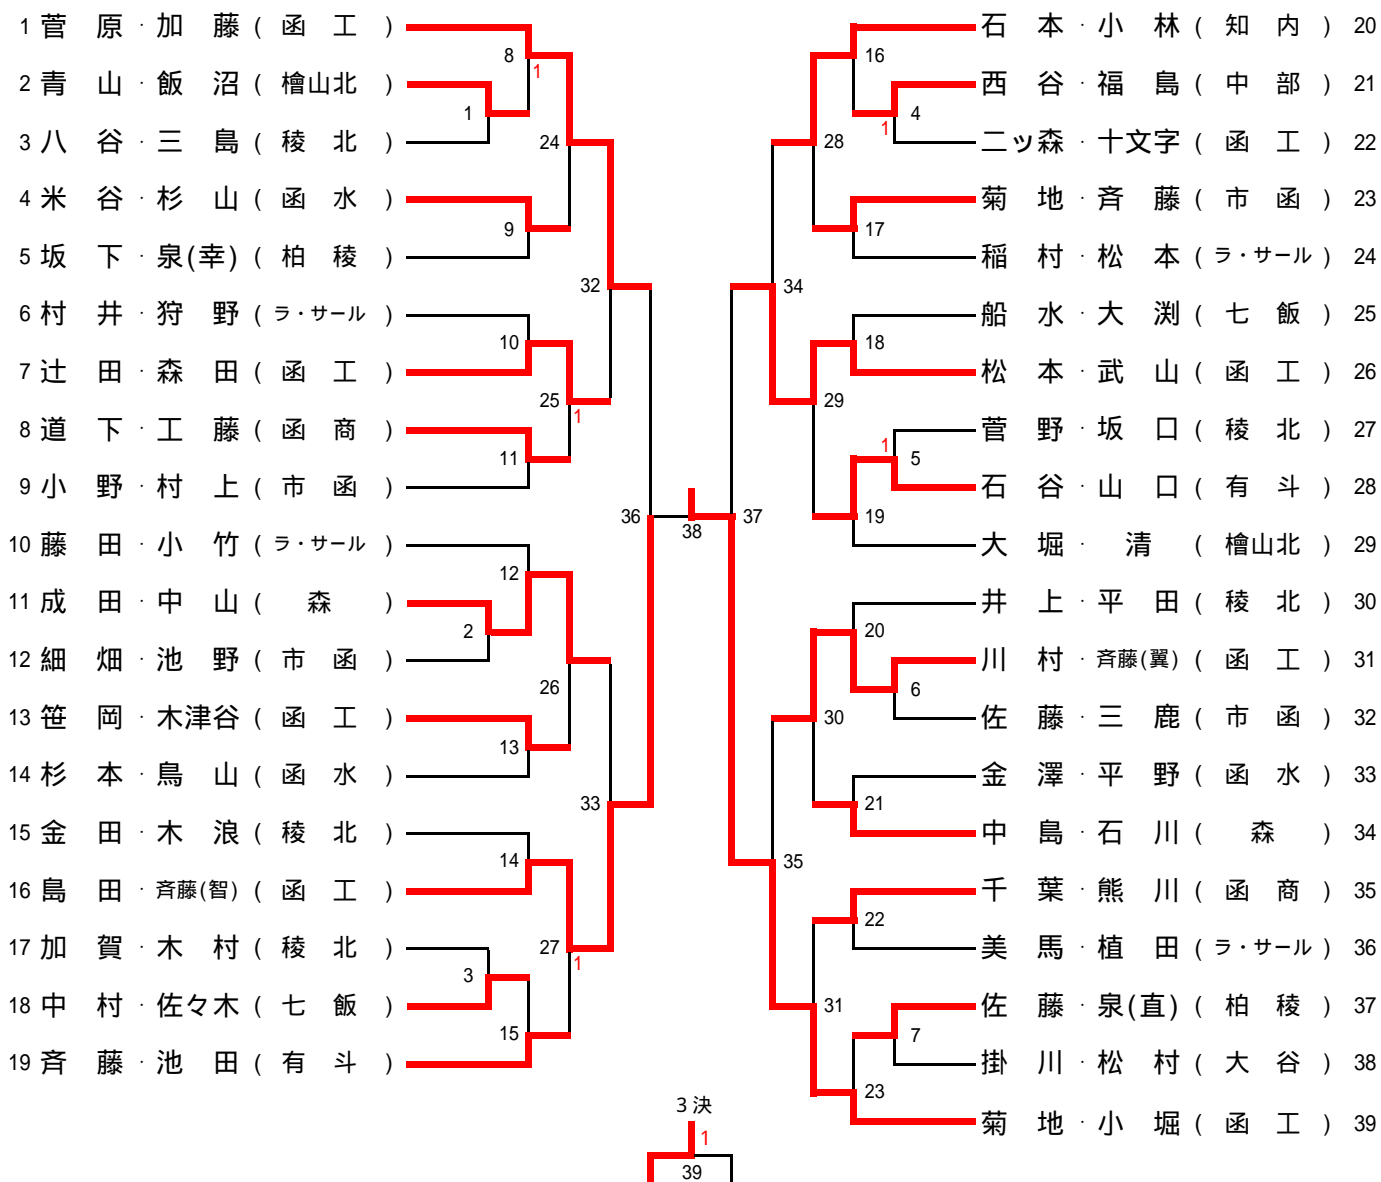 1 菅 原 · 加 藤 ( 函 工 )
2 青 山 · 飯 沼 ( 檜山北 )
3 八 谷 · 三 島 ( 稜 北 )
4 米 谷 · 杉 山 ( 函 水 )
5 坂 下 · 泉(幸) ( 柏 稜 )
6 村 井 · 狩 野 ( ラ・サール )
7 辻 田 · 森 田 ( 函 工 )
8 道 下 · 工 藤 ( 函 商 )
9 小 野 · 村 上 ( 市 函 )
10 藤 田 · 小 竹 ( ラ・サール )
11 成 田 · 中 山 ( 森 )
12 細 畑 · 池 野 ( 市 函 )
13 笹 岡 · 木津谷 ( 函 工 )
14 杉 本 · 鳥 山 ( 函 水 )
15 金 田 · 木 浪 ( 稜 北 )
16 島 田 · 斉藤(智) ( 函 工 )
17 加 賀 · 木 村 ( 稜 北 )
18 中 村 · 佐々木 ( 七 飯 )
19 斉 藤 · 池 田 ( 有 斗 )
8
1
1
24
9
32
10
25
1
11
36
12
2
26
13
33
14
27
1
3
15
38
37
16
4
1
28
17
34
18
29
1
5
19
20
6
30
21
35
22
31
7
23
石 本 · 小 林 ( 知 内 ) 20
西 谷 · 福 島 ( 中 部 ) 21
二ッ森 · 十文字 ( 函 工 ) 22
菊 地 · 斉 藤 ( 市 函 ) 23
稲 村 · 松 本 ( ラ・サール ) 24
船 水 · 大 渕 ( 七 飯 ) 25
松 本 · 武 山 ( 函 工 ) 26
菅 野 · 坂 口 ( 稜 北 ) 27
石 谷 · 山 口 ( 有 斗 ) 28
大 堀 · 清 ( 檜山北 ) 29
井 上 · 平 田 ( 稜 北 ) 30
川 村 · 斉藤(翼) ( 函 工 ) 31
佐 藤 · 三 鹿 ( 市 函 ) 32
金 澤 · 平 野 ( 函 水 ) 33
中 島 · 石 川 ( 森 ) 34
千 葉 · 熊 川 ( 函 商 ) 35
美 馬 · 植 田 ( ラ・サール ) 36
佐 藤 · 泉(直) ( 柏 稜 ) 37
掛 川 · 松 村 ( 大 谷 ) 38
菊 地 · 小 堀 ( 函 工 ) 39
3 決
1
39